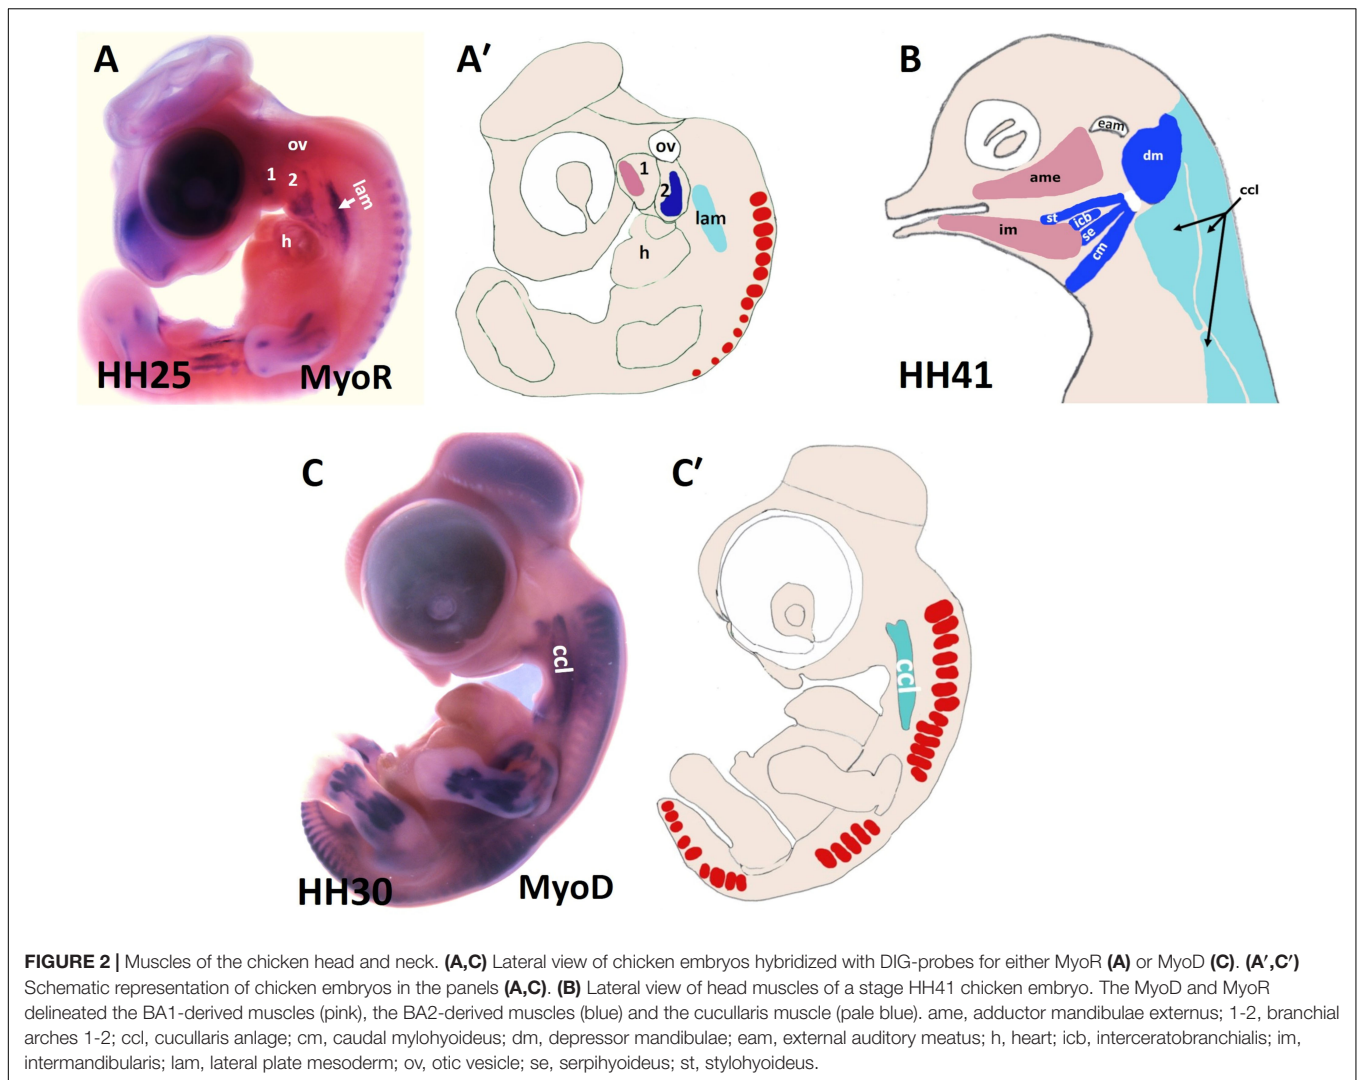 A
ov
1
2
lam
h
HH25
MyoR
A′
ov
1
2
lam
h
B
eam
dm
ame
ccl
st
icb
se
im
cm
HH41
C
ccl
HH30
MyoD
C′
ccl
FIGURE 2 | Muscles of the chicken head and neck. (A,C) Lateral view of chicken embryos hybridized with DIG-probes for either MyoR (A) or MyoD (C). (A′,C′)
Schematic representation of chicken embryos in the panels (A,C). (B) Lateral view of head muscles of a stage HH41 chicken embryo. The MyoD and MyoR
delineated the BA1-derived muscles (pink), the BA2-derived muscles (blue) and the cucullaris muscle (pale blue). ame, adductor mandibulae externus; 1-2, branchial
arches 1-2; ccl, cucullaris anlage; cm, caudal mylohyoideus; dm, depressor mandibulae; eam, external auditory meatus; h, heart; icb, interceratobranchialis; im,
intermandibularis; lam, lateral plate mesoderm; ov, otic vesicle; se, serpihyoideus; st, stylohyoideus.